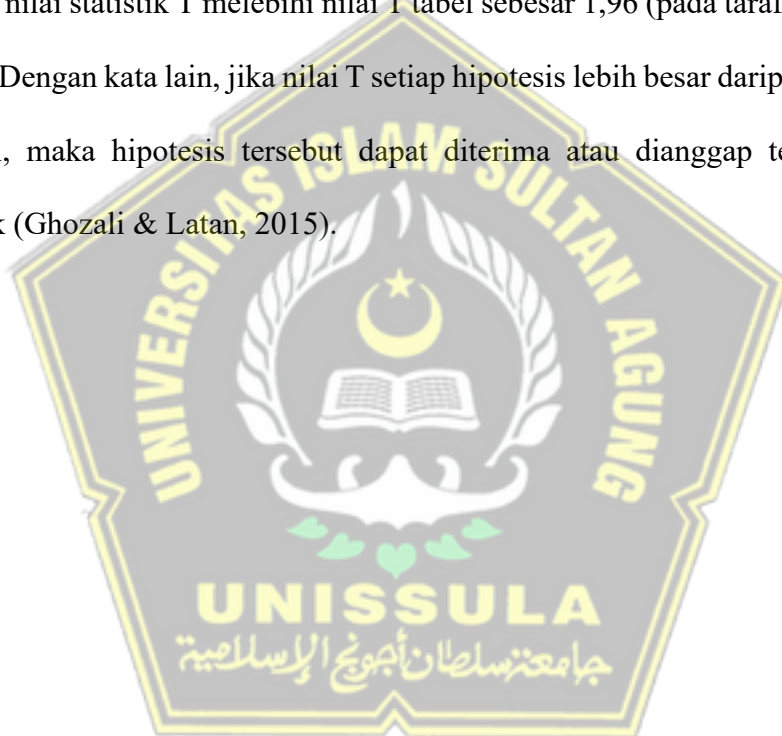 nilai statistik T melebihi nilai T tabel sebesar 1,96 (pada taraf
Dengan kata lain, jika nilai T setiap hipotesis lebih besar
, maka hipotesis tersebut dapat diterima atau dianggap
(Ghozali & Latan, 2015).
UNIVERSITAS ISLAM SULTAN AGUNG
UNISSULA
جامعة سلطان أجونج الإسلامية